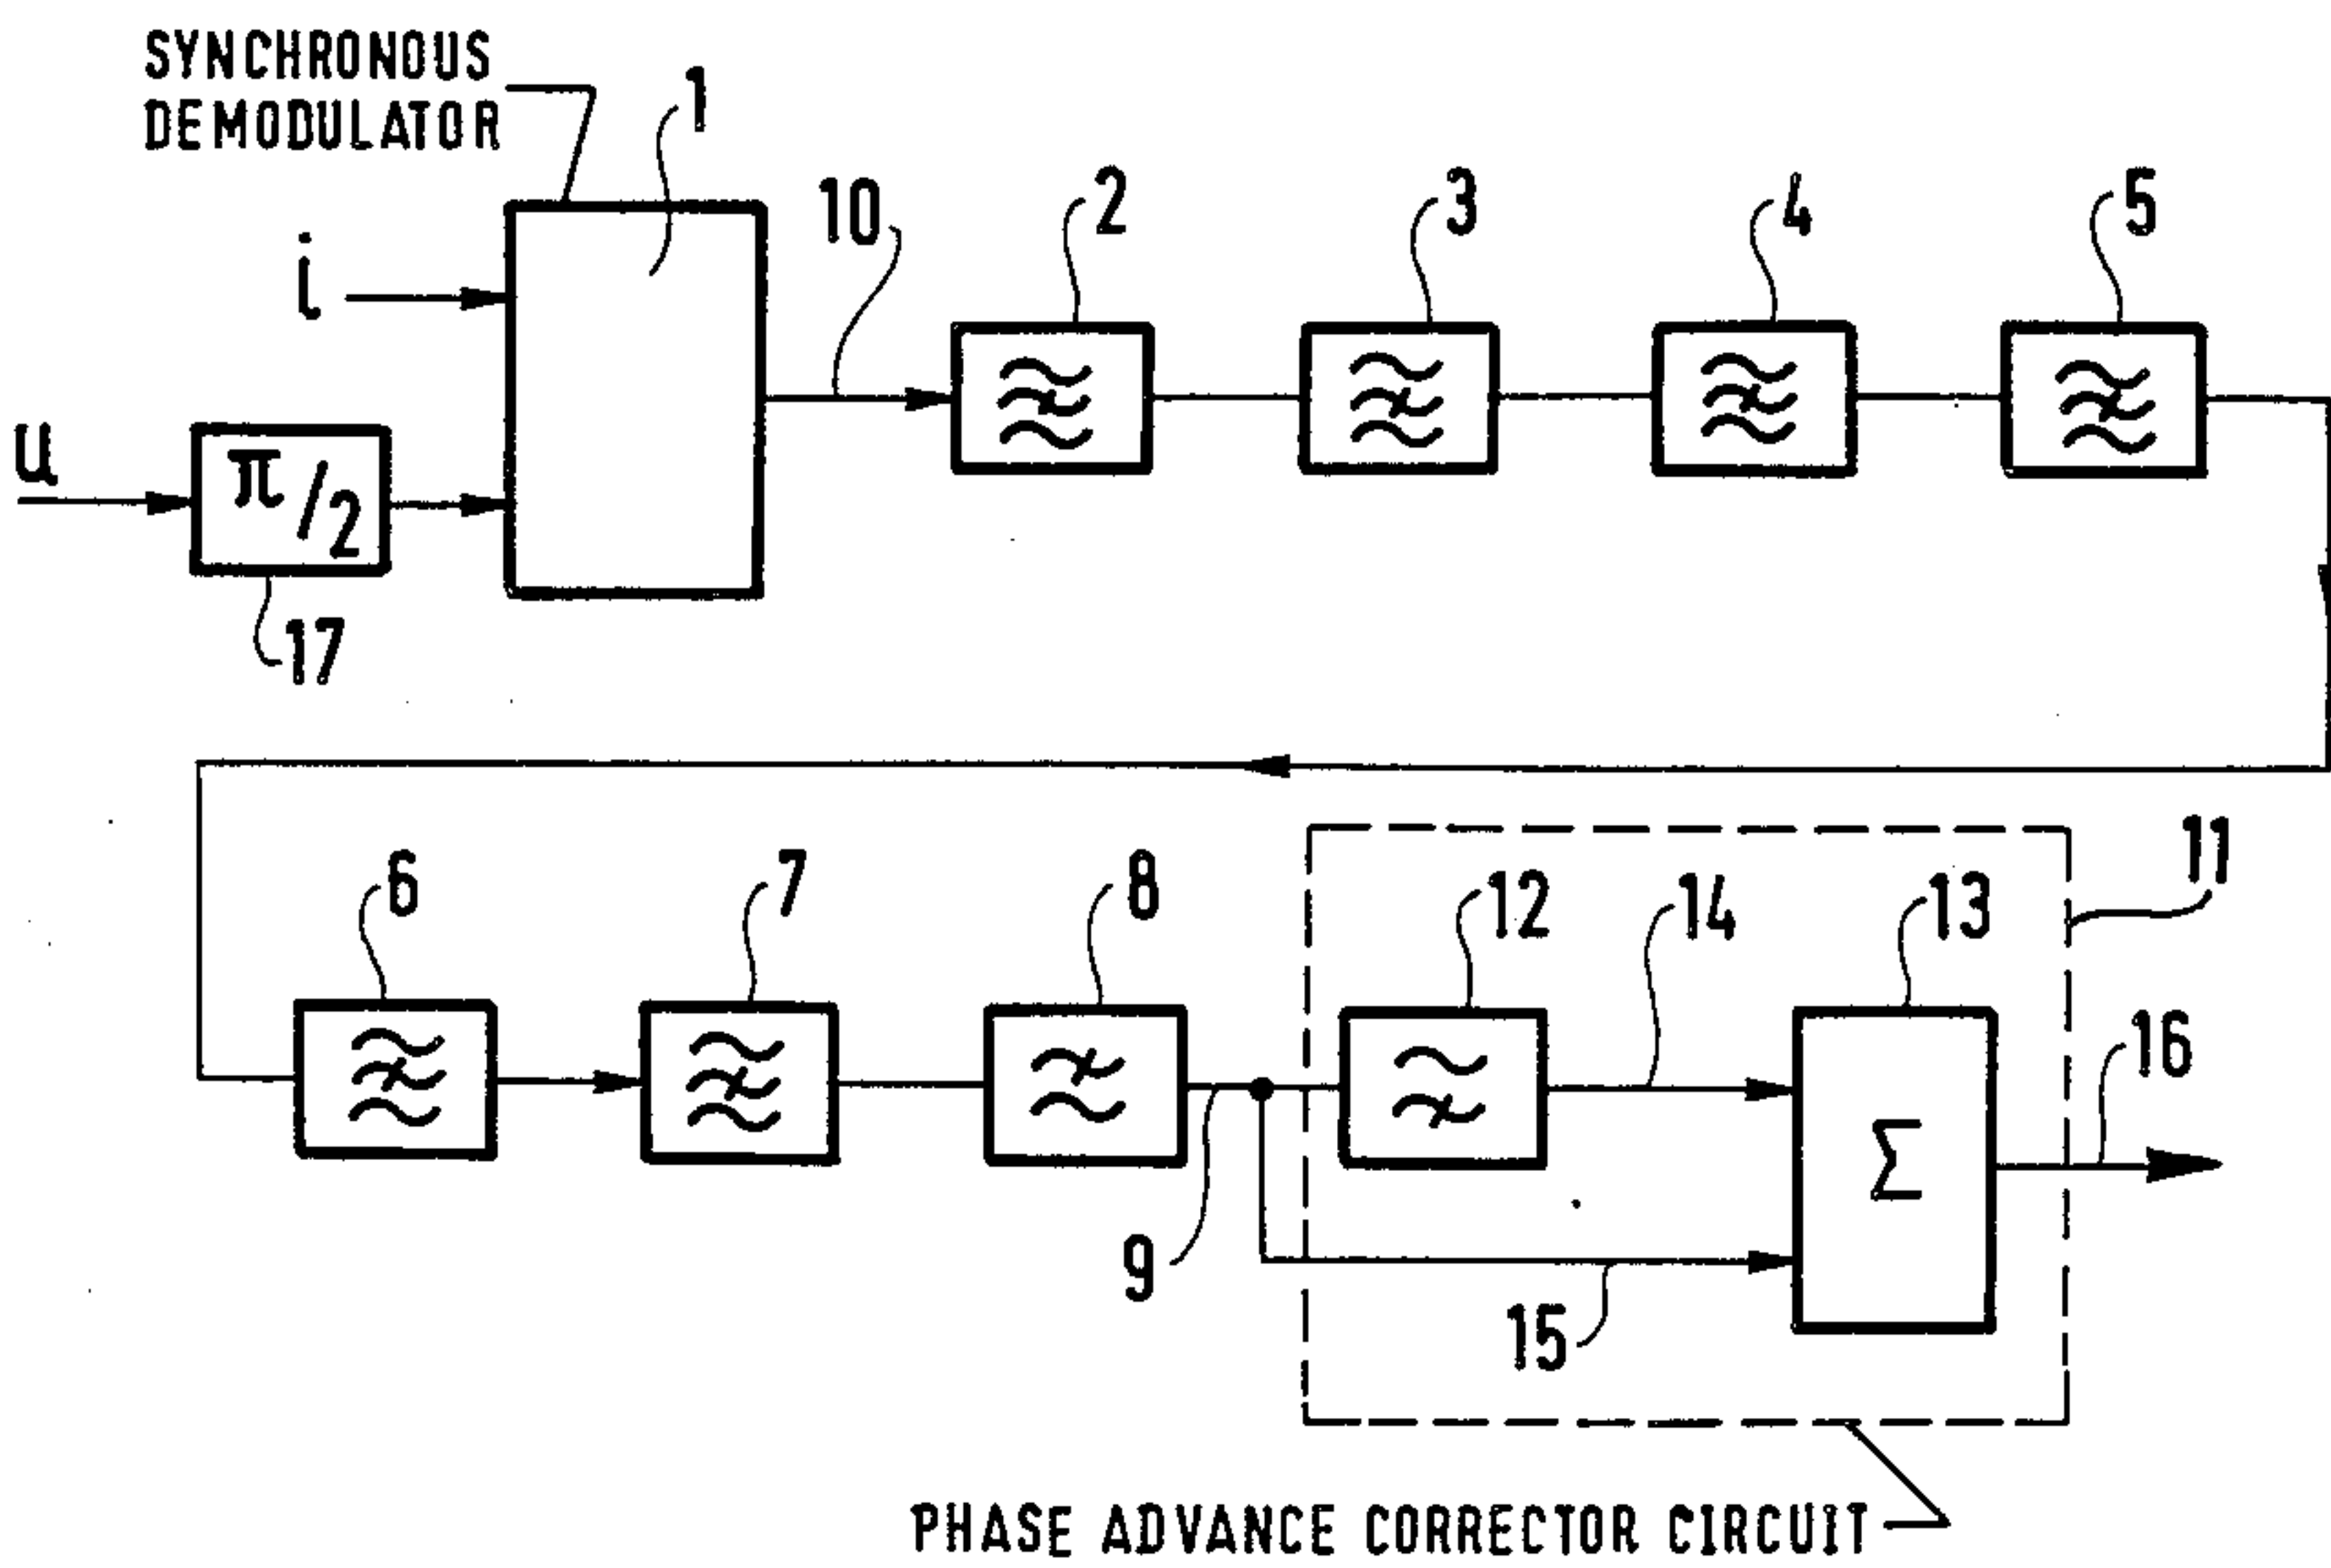 SYNCHRONOUS
DEMODULATOR
1
10
2
3
4
5
i
u
π/2
17
11
6
7
8
12
14
13
16
Σ
9
15
PHASE ADVANCE CORRECTOR CIRCUIT